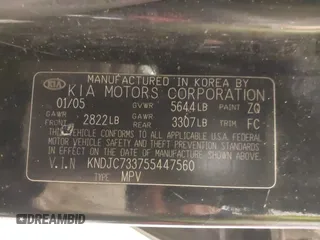 MANUFACTURED IN KOREA BY
KIA KIA MOTORS CORPORATION
01/05 GVWR 5644LB PAINT ZQ
GAWR FRONT 2822LB GAWR REAR 3307LB TRIM FC
THIS VEHICLE CONFORMS TO ALL APPLICABLE U.S.A. FEDERAL
MOTOR VEHICLE SAFETY AND THEFT PREVENTION STANDARDS
IN EFFECT ON THE DATE OF MANUFACTURE SHOWN ABOVE.
V.I.N KNDJC733755447560
TYPE MPV